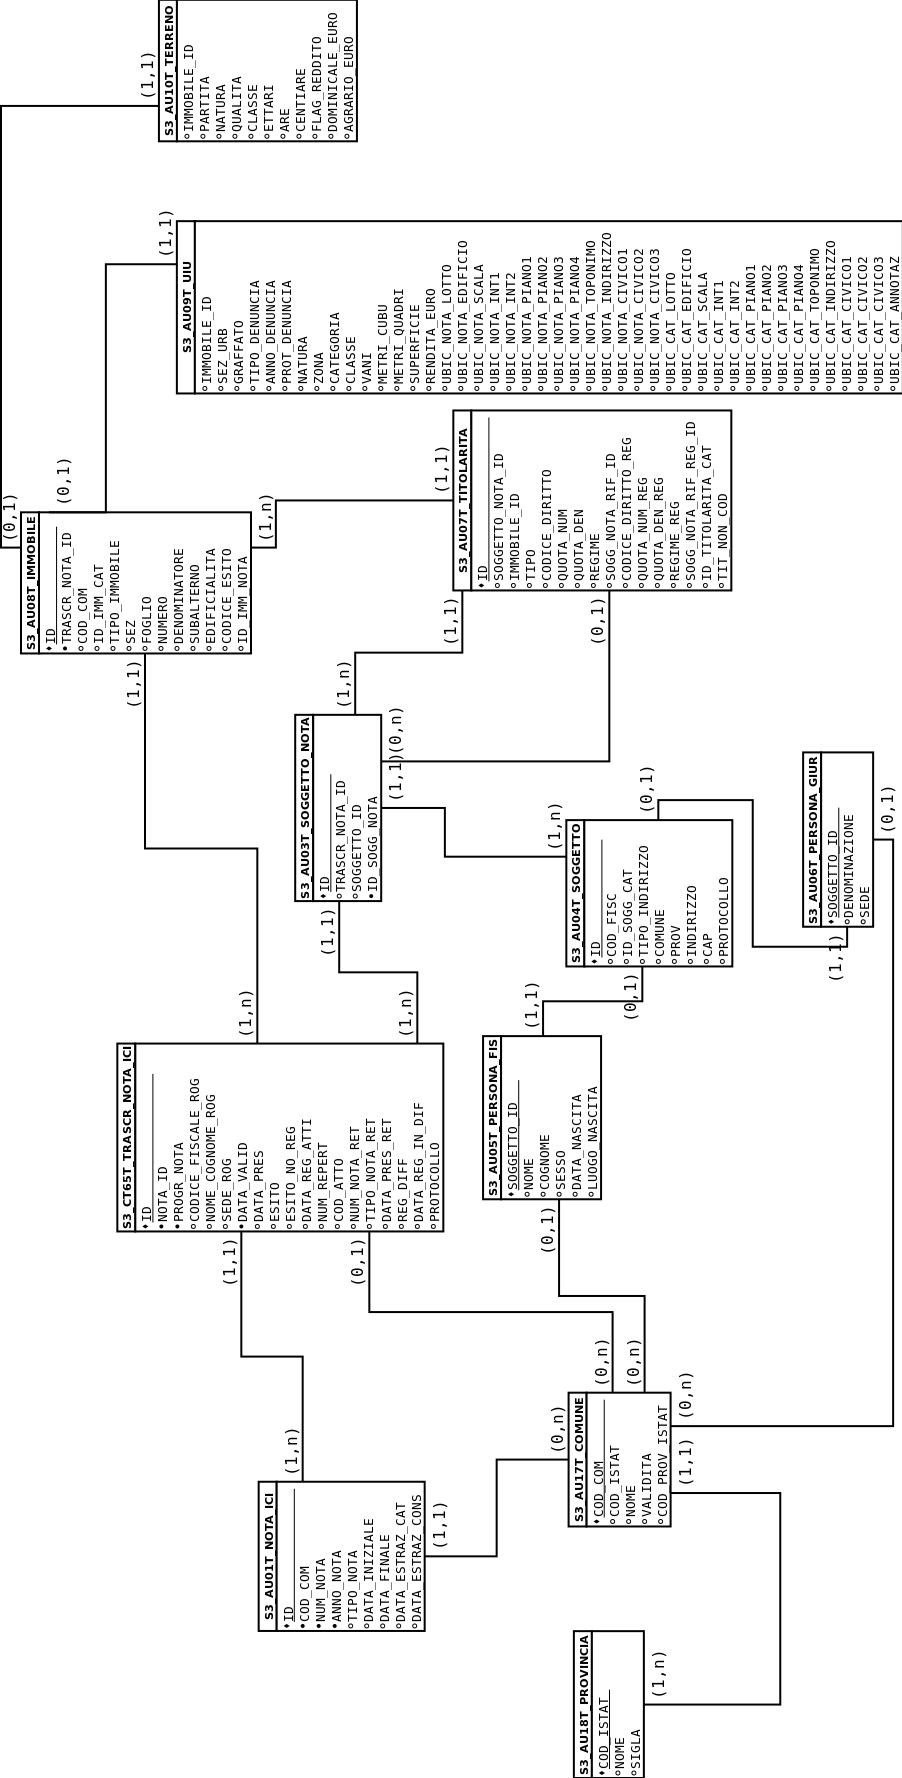 S3_AU10T_TERRENO
°IMMOBILE_ID
°PARTITA
°NATURA
°QUALITA
°CLASSE
°ETTARI
°ARE
°CENTIARE
°FLAG_REDDITO
°DOMINICALE_EURO
°AGRARIO_EURO
(1,1)
S3_AU09T_UIU
°IMMOBILE_ID
°SEZ_URB
°GRAFFATO
°TIPO_DENUNCIA
°ANNO_DENUNCIA
°PROT_DENUNCIA
°NATURA
°ZONA
°CATEGORIA
°CLASSE
°VANI
°METRI_CUBU
°METRI_QUADRI
°SUPERFICIE
°RENDITA_EURO
°UBIC_NOTA_LOTTO
°UBIC_NOTA_EDIFICIO
°UBIC_NOTA_SCALA
°UBIC_NOTA_INT1
°UBIC_NOTA_INT2
°UBIC_NOTA_PIANO1
°UBIC_NOTA_PIANO2
°UBIC_NOTA_PIANO3
°UBIC_NOTA_PIANO4
°UBIC_NOTA_TOPONIMO
°UBIC_NOTA_INDIRIZZO
°UBIC_NOTA_CIVICO1
°UBIC_NOTA_CIVICO2
°UBIC_NOTA_CIVICO3
°UBIC_CAT_LOTTO
°UBIC_CAT_EDIFICIO
°UBIC_CAT_SCALA
°UBIC_CAT_INT1
°UBIC_CAT_INT2
°UBIC_CAT_PIANO1
°UBIC_CAT_PIANO2
°UBIC_CAT_PIANO3
°UBIC_CAT_PIANO4
°UBIC_CAT_TOPONIMO
°UBIC_CAT_INDIRIZZO
°UBIC_CAT_CIVICO1
°UBIC_CAT_CIVICO2
°UBIC_CAT_CIVICO3
°UBIC_CAT_ANNOTAZ
(1,1)
S3_AU08T_IMMOBILE
*ID
•TRASCR_NOTA_ID
°COD_COM
°ID_IMM_CAT
°TIPO_IMMOBILE
°SEZ
°FOGLIO
°NUMERO
°DENOMINATORE
°SUBALTERNO
°EDIFICIALITA
°CODICE_ESITO
°ID_IMM_NOTA
(0,1)
(0,1)
(1,n)
(1,1)
S3_AU07T_TITOLARITA
*ID
°SOGGETTO_NOTA_ID
°IMMOBILE_ID
°TIPO
°CODICE_DIRITTO
°QUOTA_NUM
°QUOTA_DEN
°REGIME
°SOGG_NOTA_RIF_ID
°CODICE_DIRITTO_REG
°QUOTA_NUM_REG
°QUOTA_DEN_REG
°REGIME_REG
°SOGG_NOTA_RIF_REG_ID
°ID_TITOLARITA_CAT
°TIT_NON_COD
(1,1)
(1,1)
(0,1)
S3_AU03T_SOGGETTO_NOTA
*ID
°TRASCR_NOTA_ID
°SOGGETTO_ID
•ID_SOGG_NOTA
(1,n)
(0,n)
(1,1)
(1,1)
S3_AU04T_SOGGETTO
*ID
°COD_FISC
°ID_SOGG_CAT
°TIPO_INDIRIZZO
°COMUNE
°PROV
°INDIRIZZO
°CAP
°PROTOCOLLO
(1,n)
(0,1)
(0,1)
S3_AU06T_PERSONA_GIUR
*SOGGETTO_ID
°DENOMINAZIONE
°SEDE
(1,1)
(0,1)
S3_CT65T_TRASCR_NOTA_ICI
*ID
•NOTA_ID
•PROGR_NOTA
°CODICE_FISCALE_ROG
°NOME_COGNOME_ROG
°SEDE_ROG
•DATA_VALID
°DATA_PRES
°ESITO
°ESITO_NO_REG
°DATA_REG_ATTI
°NUM_REPERT
°COD_ATTO
°NUM_NOTA_RET
°TIPO_NOTA_RET
°DATA_PRES_RET
°REG_DIFF
°DATA_REG_IN_DIF
°PROTOCOLLO
(1,n)
(1,n)
(1,1)
(0,1)
S3_AU05T_PERSONA_FIS
*SOGGETTO_ID
°NOME
°COGNOME
°SESSO
°DATA_NASCITA
°LUOGO_NASCITA
(1,1)
(0,1)
S3_AU01T_NOTA_ICI
*ID
•COD_COM
•NUM_NOTA
•ANNO_NOTA
°TIPO_NOTA
°DATA_INIZIALE
°DATA_FINALE
°DATA_ESTRAZ_CAT
°DATA_ESTRAZ_CONS
(1,n)
(1,1)
S3_AU17T_COMUNE
*COD_COM
°COD_ISTAT
°NOME
°VALIDITA
°COD_PROV_ISTAT
(0,n)
(0,n)
(0,n)
(0,n)
(1,1)
S3_AU18T_PROVINCIA
*COD_ISTAT
°NOME
°SIGLA
(1,n)